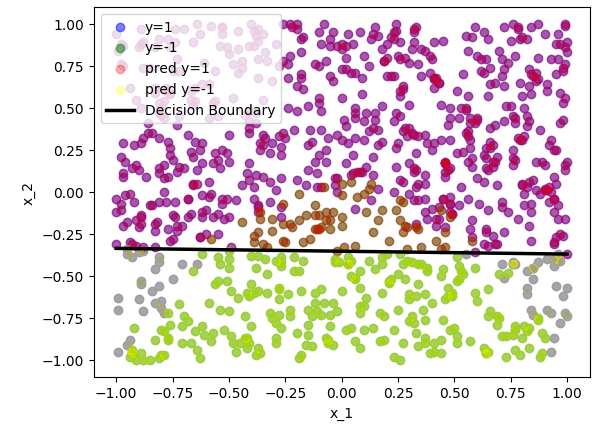 y=1
y=-1
pred y=1
pred y=-1
Decision Boundary
1.00
0.75
0.50
0.25
0.00
−0.25
−0.50
−0.75
−1.00
x_2
−1.00 −0.75 −0.50 −0.25 0.00 0.25 0.50 0.75 1.00
x_1